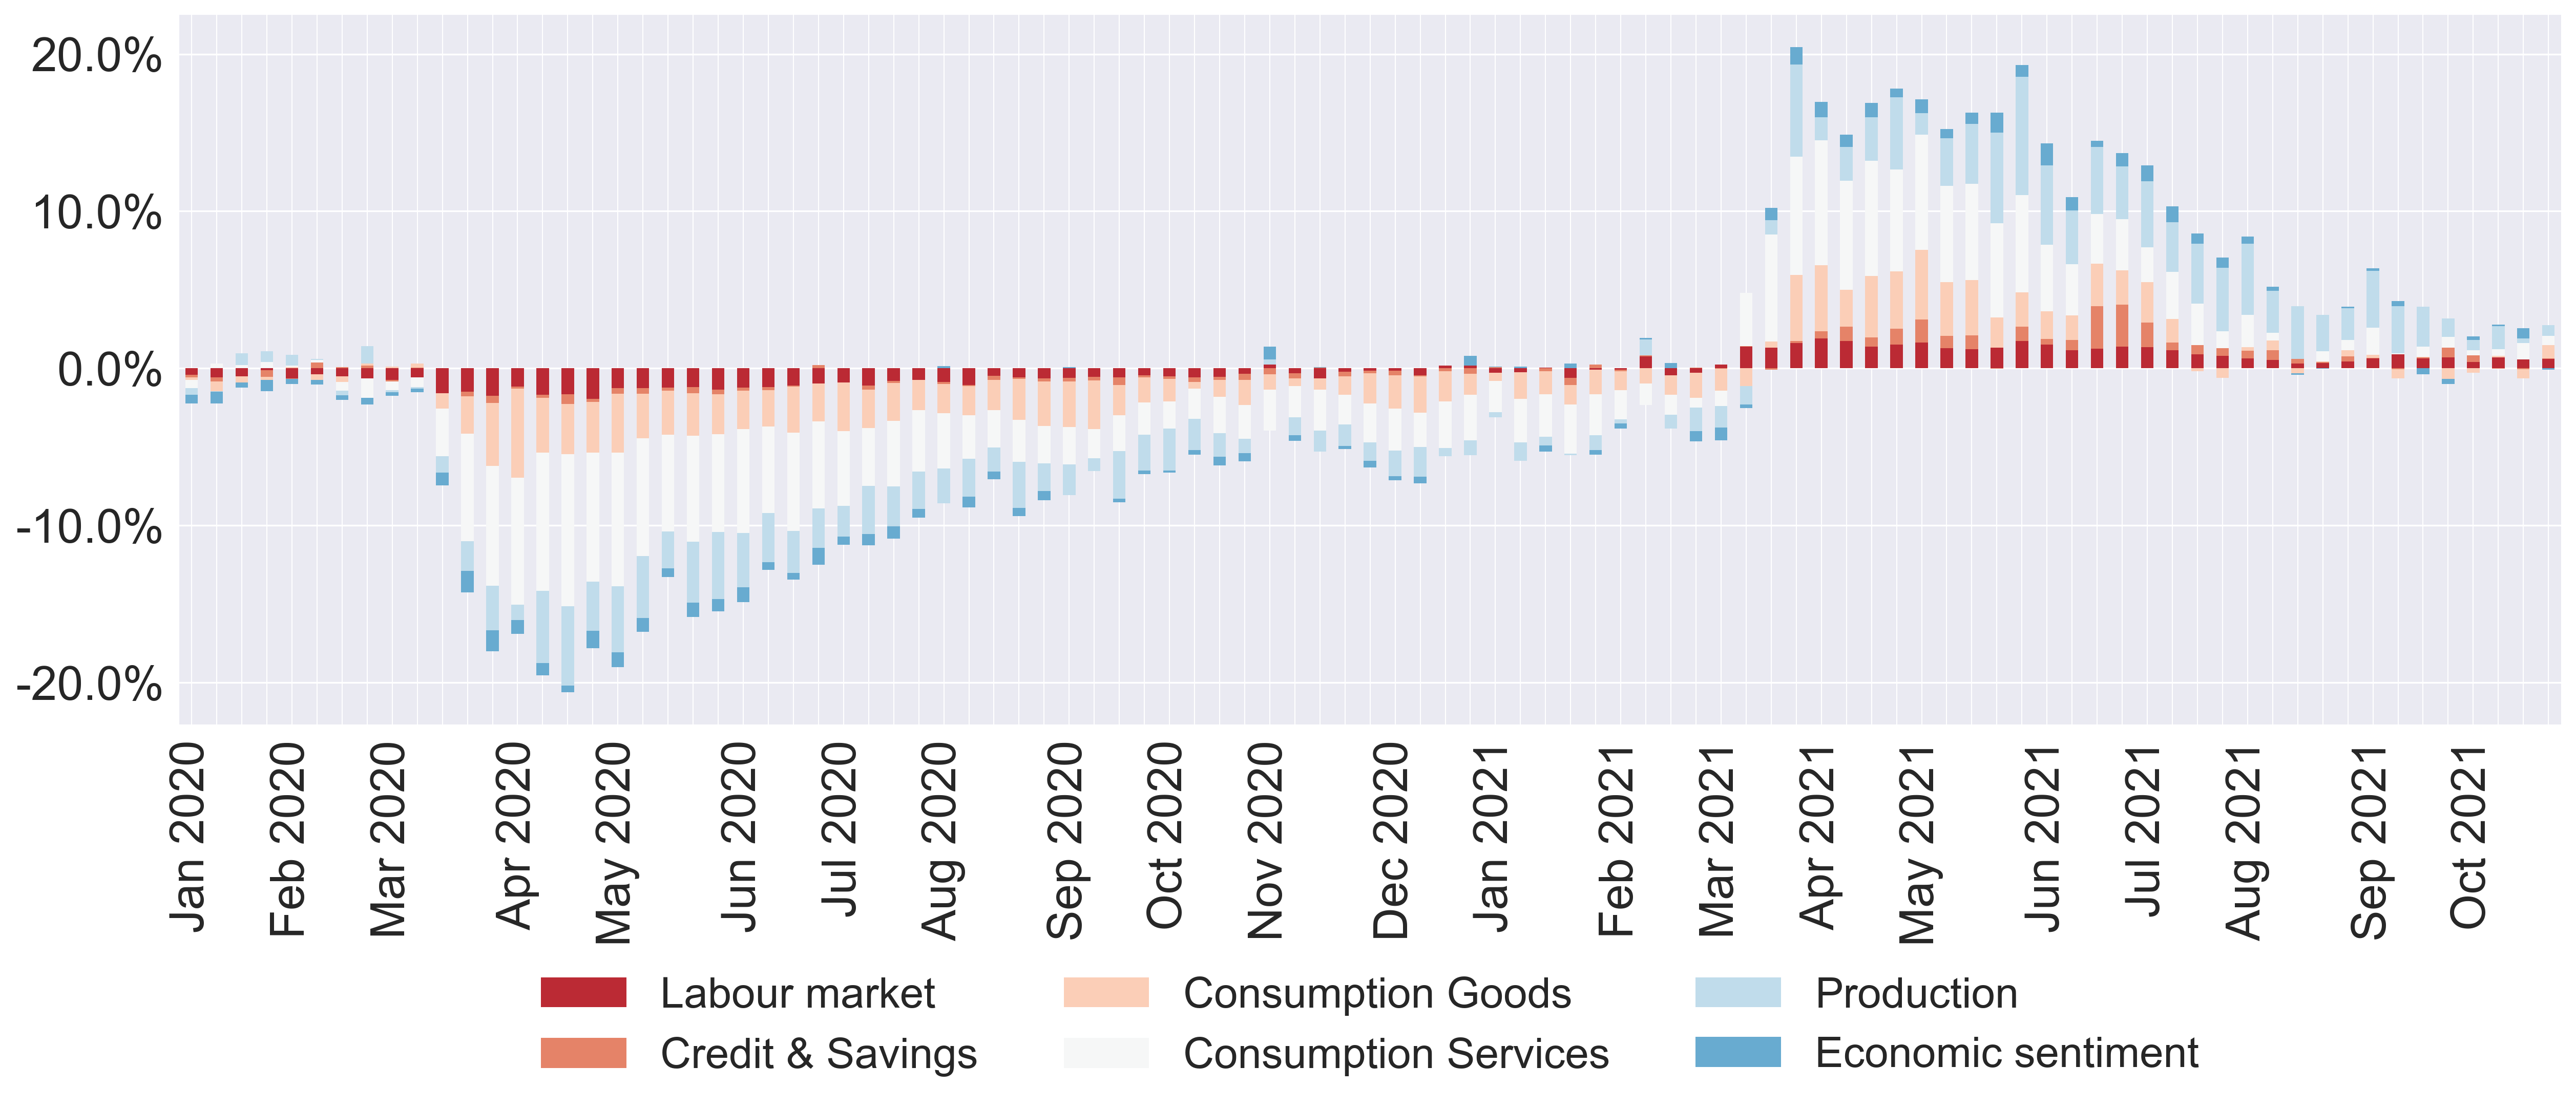 20.0%
10.0%
0.0%
-10.0%
-20.0%
Jan 2020
Feb 2020
Mar 2020
Apr 2020
May 2020
Jun 2020
Jul 2020
Aug 2020
Sep 2020
Oct 2020
Nov 2020
Dec 2020
Jan 2021
Feb 2021
Mar 2021
Apr 2021
May 2021
Jun 2021
Jul 2021
Aug 2021
Sep 2021
Oct 2021
Labour market
Credit & Savings
Consumption Goods
Consumption Services
Production
Economic sentiment